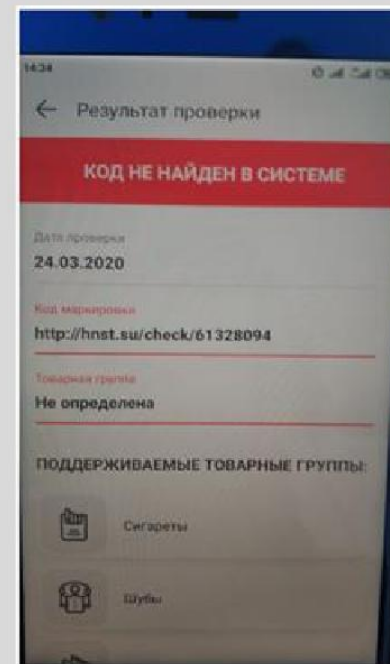 14:24
Результат проверки
КОД НЕ НАЙДЕН В СИСТЕМЕ
Дата проверки
24.03.2020
Код маркировки
http://hnst.su/check/61328094
Товарная группа
Не определена
ПОДДЕРЖИВАЕМЫЕ ТОВАРНЫЕ ГРУППЫ:
Сигареты
Шубы